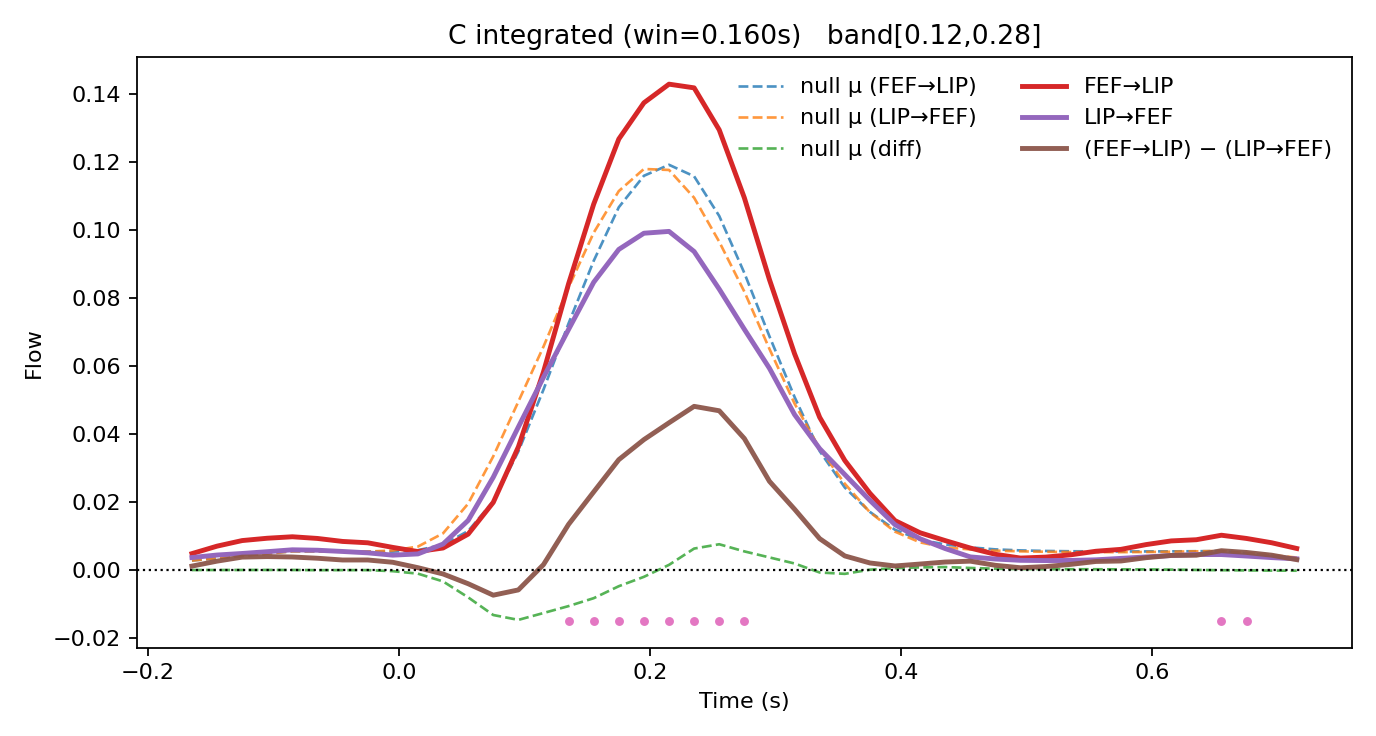 C integrated (win=0.160s)   band[0.12,0.28]
null μ (FEF→LIP)
null μ (LIP→FEF)
null μ (diff)
FEF→LIP
LIP→FEF
(FEF→LIP) − (LIP→FEF)
Flow
0.14
0.12
0.10
0.08
0.06
0.04
0.02
0.00
−0.02
−0.2
0.0
0.2
0.4
0.6
Time (s)